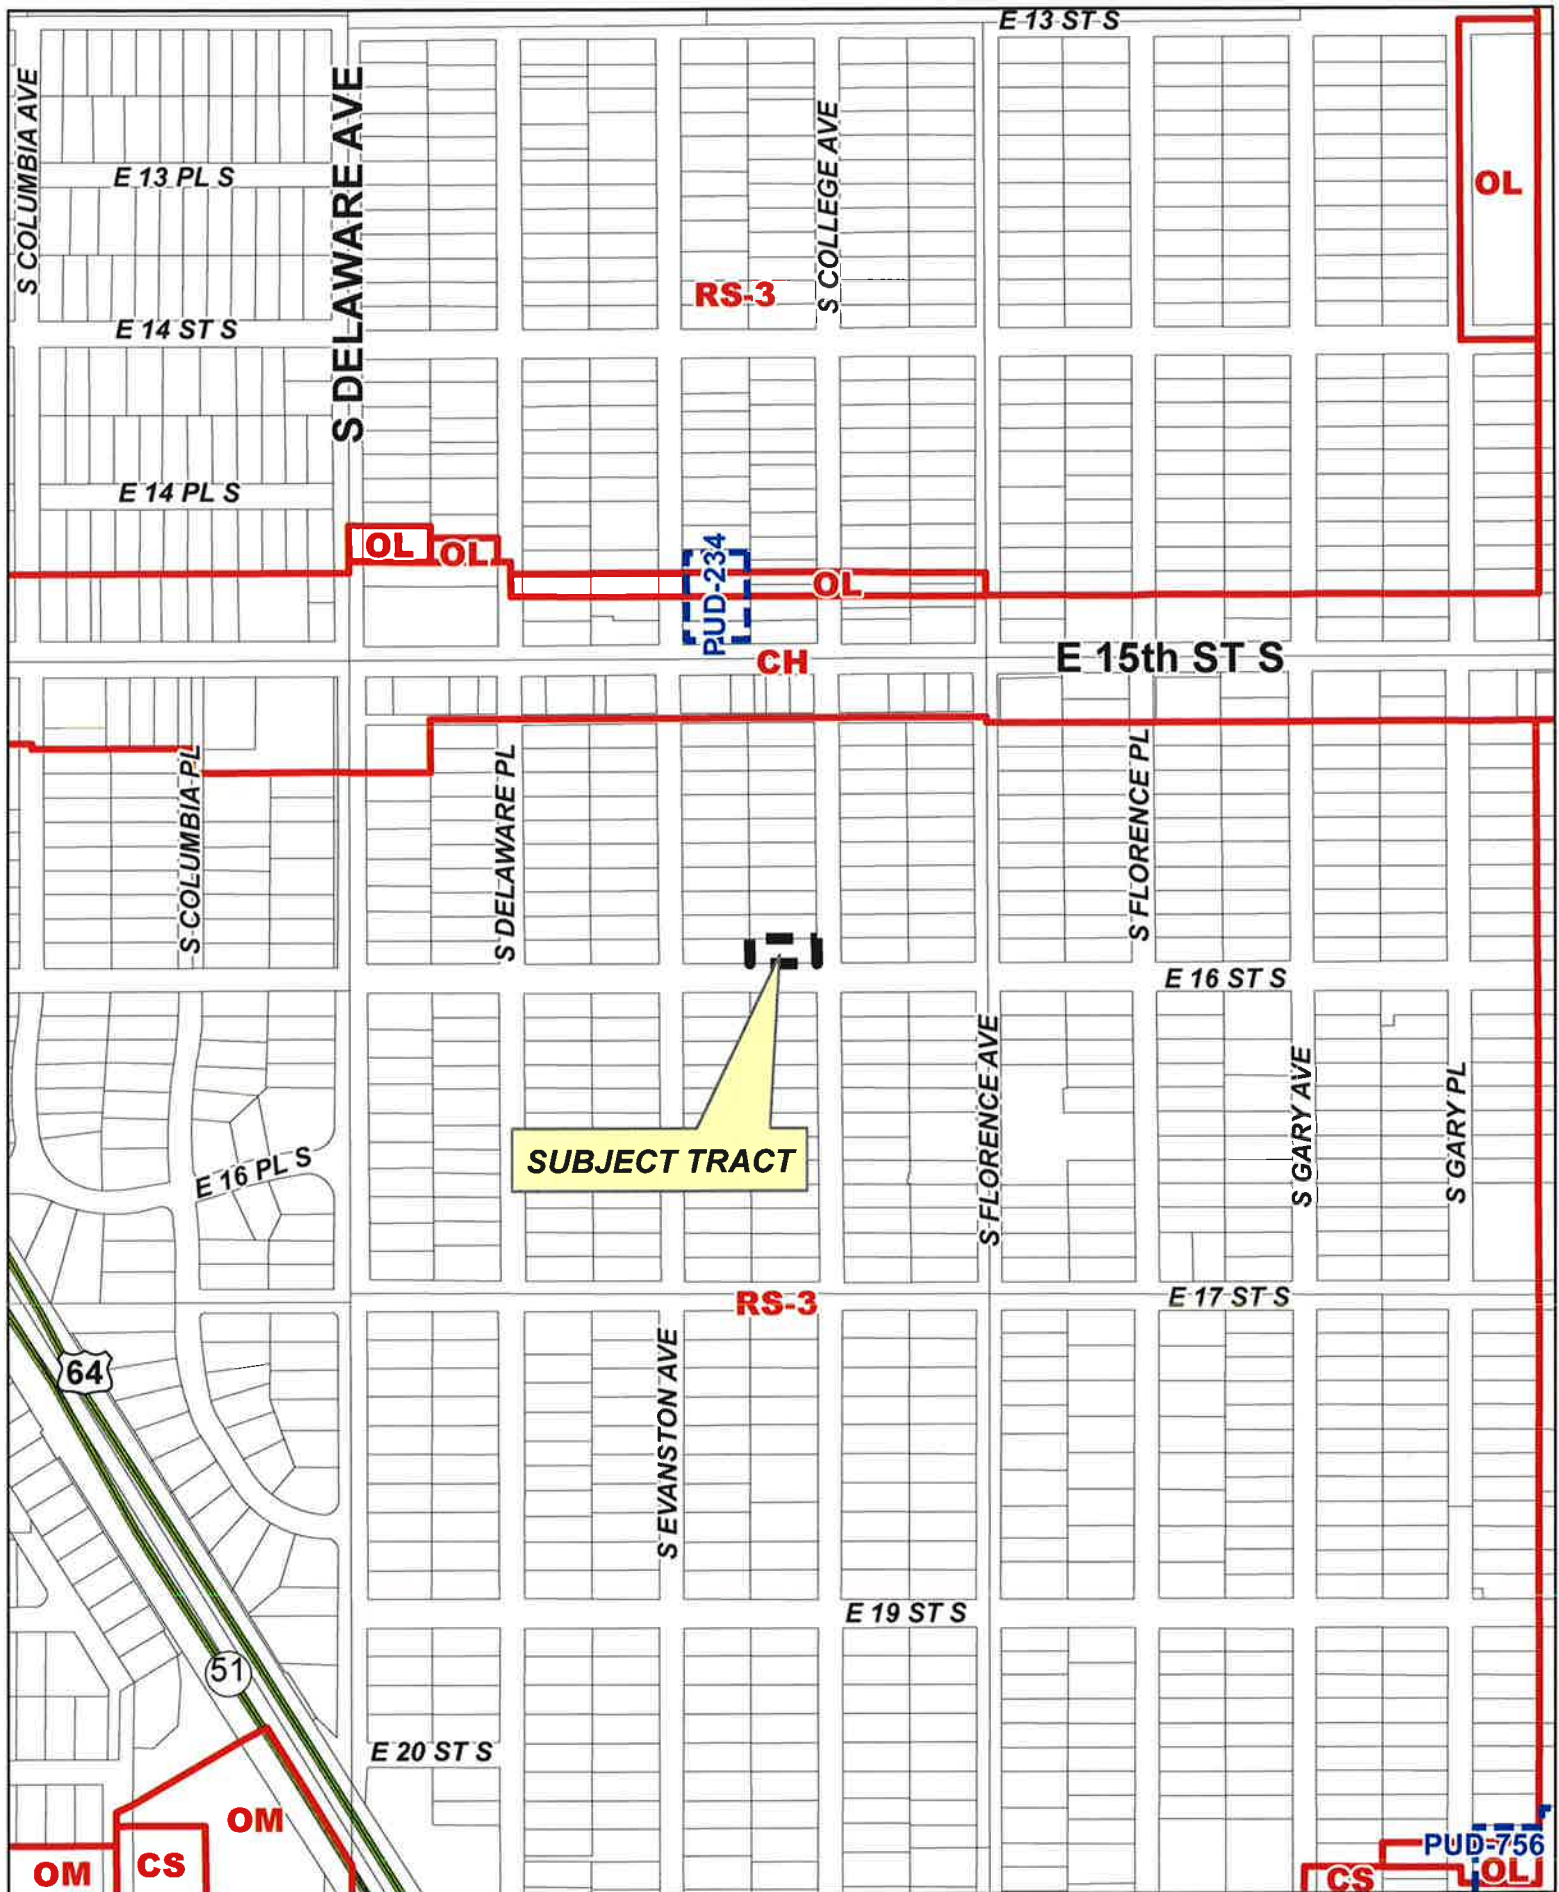 E 13 ST S
S COLUMBIA AVE
S DELAWARE AVE
S COLLEGE AVE
E 13 PL S
OL
RS-3
E 14 ST S
E 14 PL S
OL
OL
PUD-234
OL
CH
E 15th ST S
S COLUMBIA PL
S DELAWARE PL
S FLORENCE PL
E 16 ST S
S FLORENCE AVE
S GARY AVE
S GARY PL
SUBJECT TRACT
E 16 PL S
RS-3
E 17 ST S
64
S EVANSTON AVE
E 19 ST S
51
E 20 ST S
OM
PUD-756
OM
CS
CS
OL